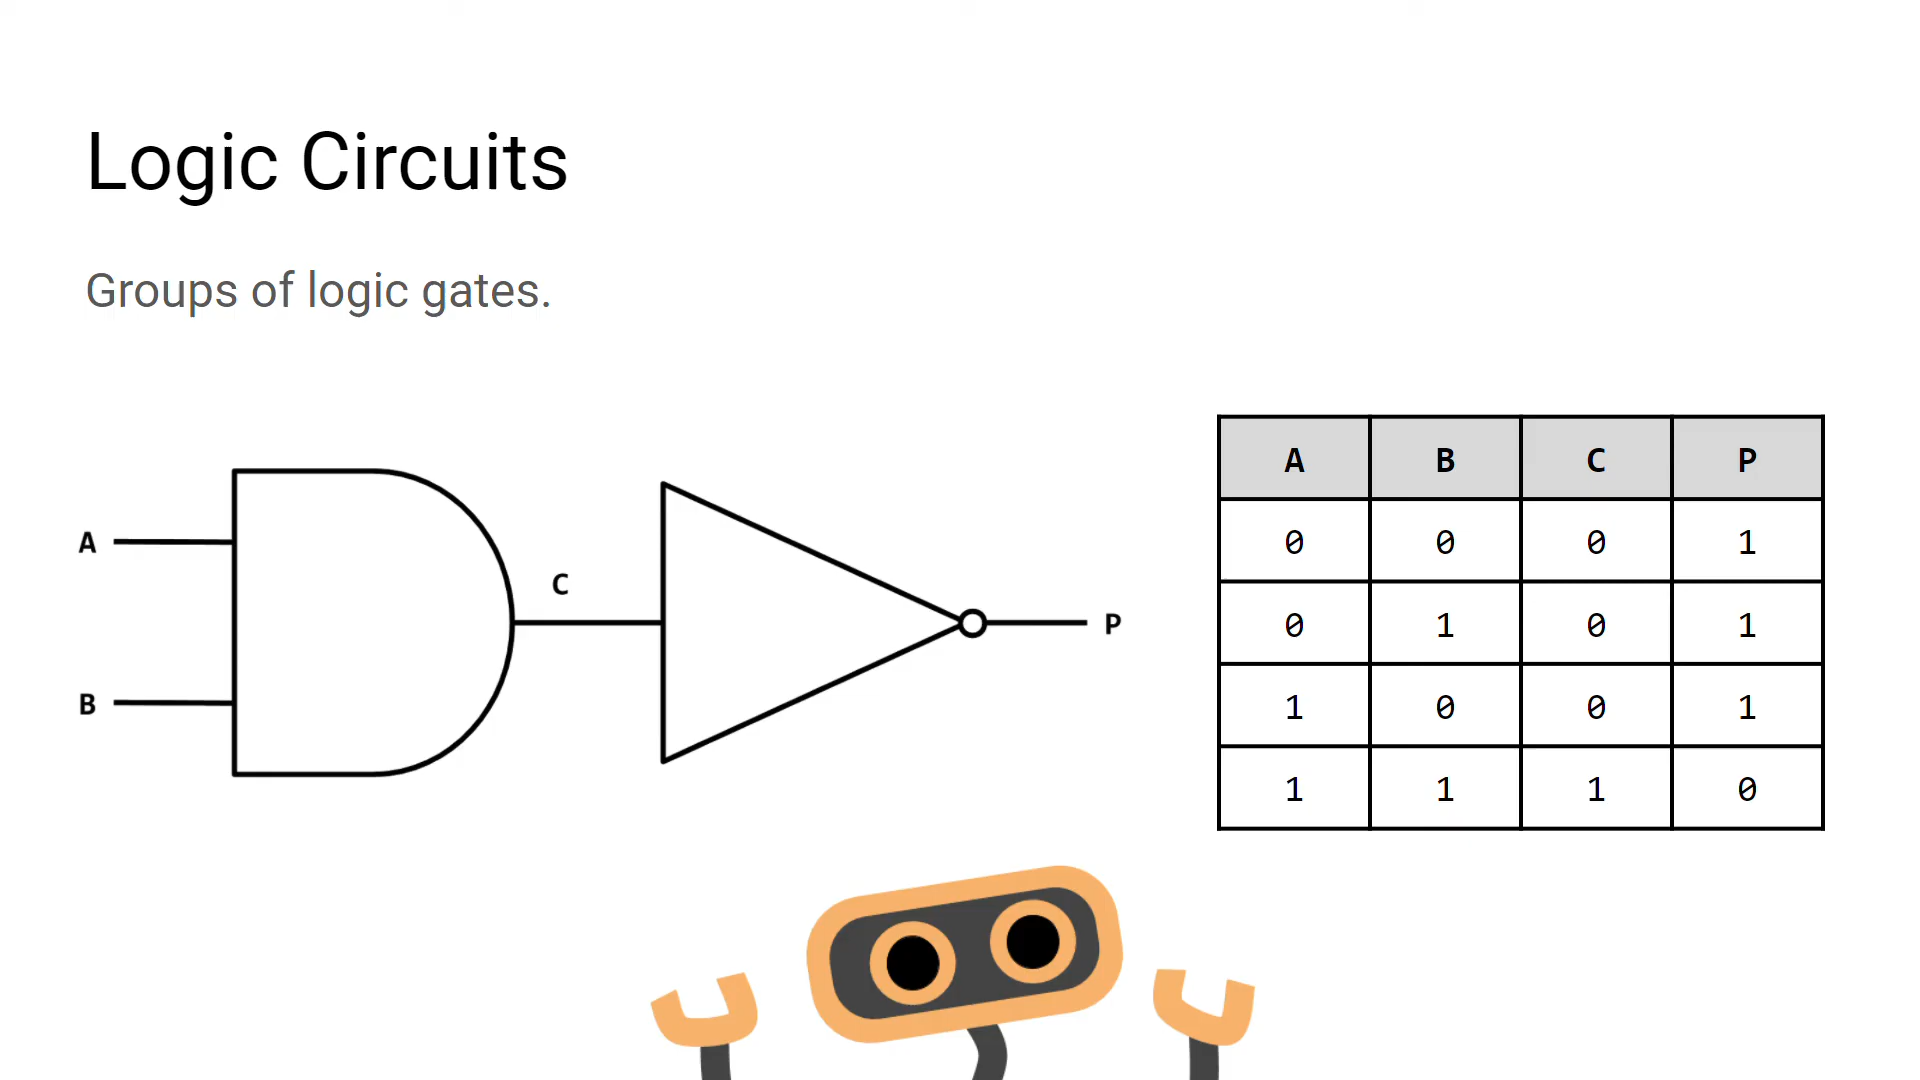 Logic Circuits
Groups of logic gates.
A
B
C
P
A B C P
0 0 0 1
0 1 0 1
1 0 0 1
1 1 1 0